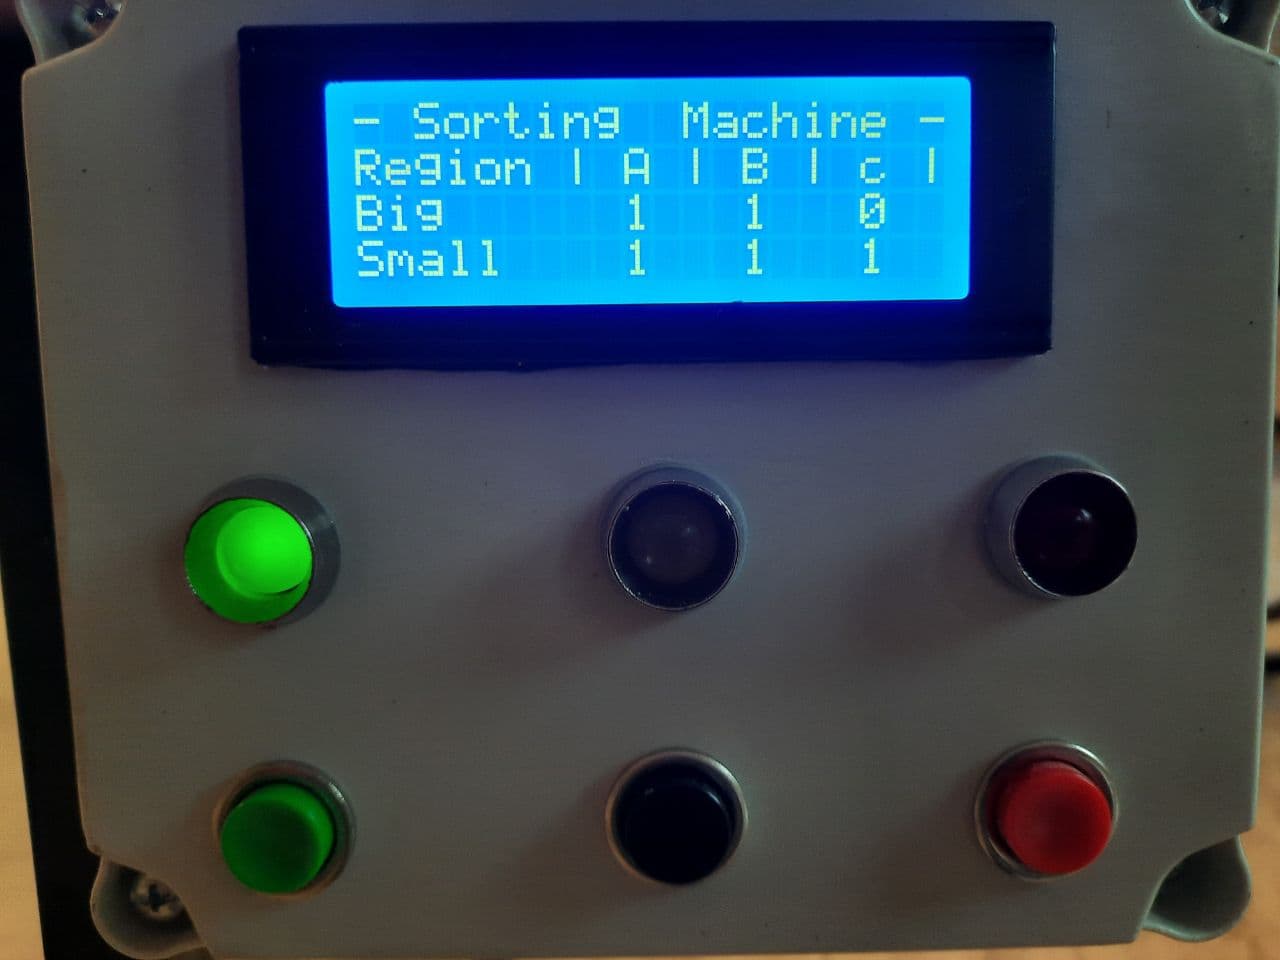 - Sorting Machine -
Region | A | B | c |
Big 1 1 0
Small 1 1 1